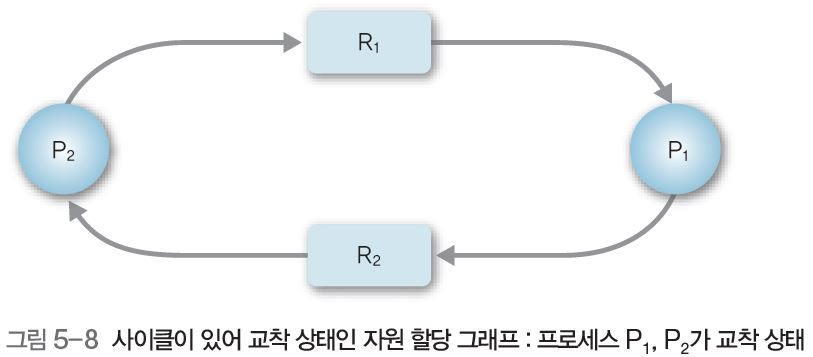 R₁
P₂
P₁
R₂
그림 5-8 사이클이 있어 교착 상태인 자원 할당 그래프 : 프로세스 P₁, P₂가 교착 상태